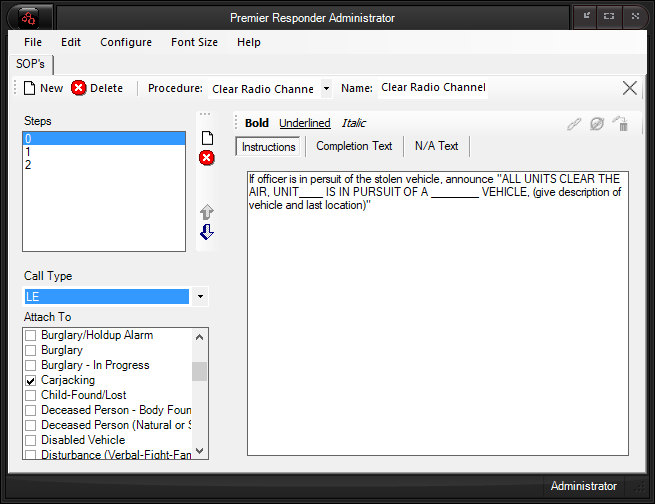 Premier Responder Administrator
File Edit Configure Font Size Help
SOP's
New Delete Procedure: Clear Radio Channe Name: Clear Radio Channel
Steps
0
1
2
Bold Underlined Italic
Instructions Completion Text N/A Text
If officer is in persuit of the stolen vehicle, announce "ALL UNITS CLEAR THE
AIR, UNIT____ IS IN PURSUIT OF A ________ VEHICLE, (give description of
vehicle and last location)"
Call Type
LE
Attach To
Burglary/Holdup Alarm
Burglary
Burglary - In Progress
Carjacking
Child-Found/Lost
Deceased Person - Body Foun
Deceased Person (Natural or S
Disabled Vehicle
Disturbance (Verbal-Fight-Fam
Administrator